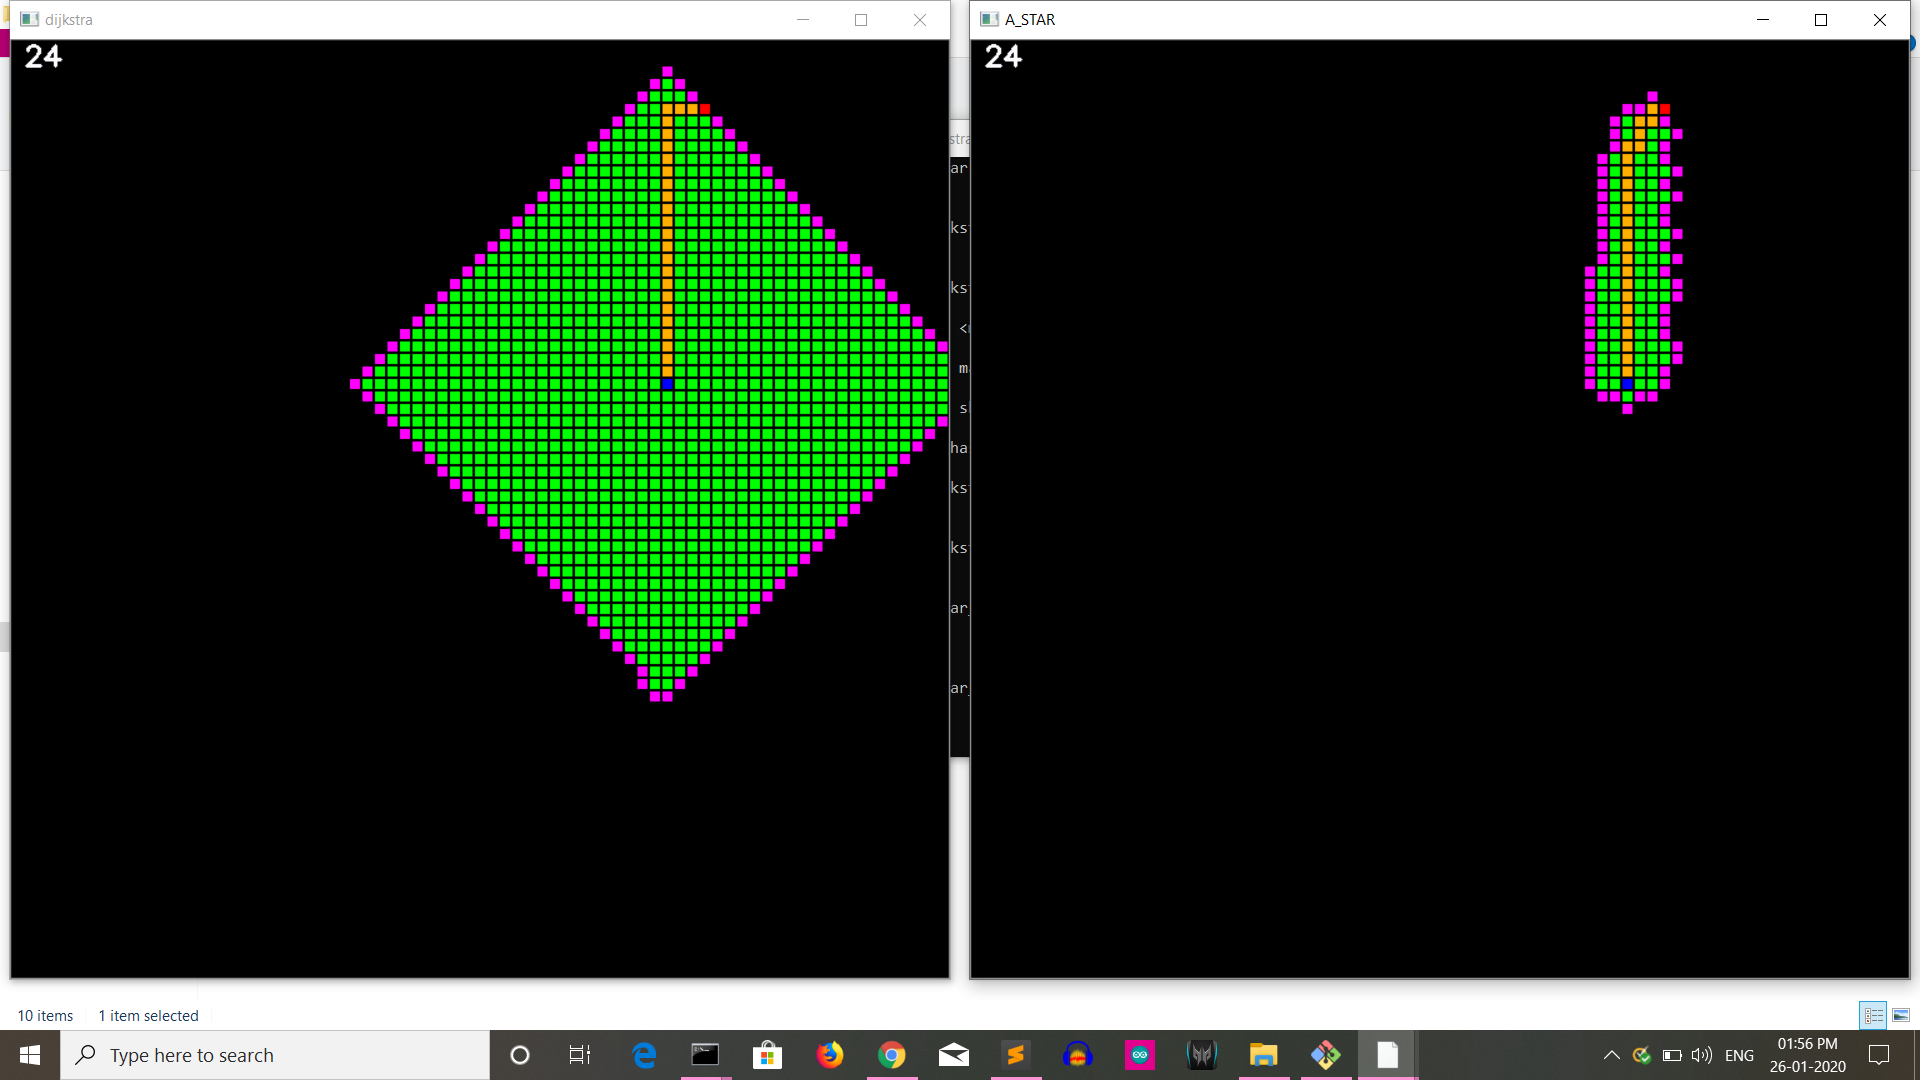 dijkstra
24
A_STAR
24
stra
ar
ks
ks
<
m
s
ha
ks
ks
ar
ar
10 items
1 item selected
Type here to search
ENG
01:56 PM
26-01-2020